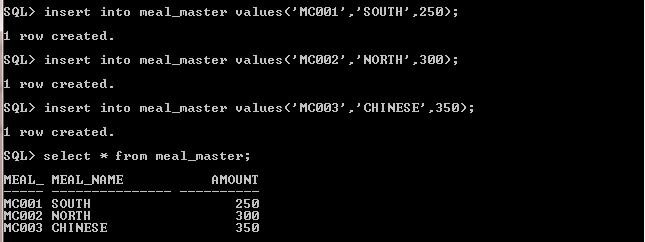 SQL> insert into meal_master values('MC001','SOUTH',250);
1 row created.
SQL> insert into meal_master values('MC002','NORTH',300);
1 row created.
SQL> insert into meal_master values('MC003','CHINESE',350);
1 row created.
SQL> select * from meal_master;
MEAL_ MEAL_NAME           AMOUNT
----- --------------- ----------
MC001 SOUTH                  250
MC002 NORTH                  300
MC003 CHINESE                350